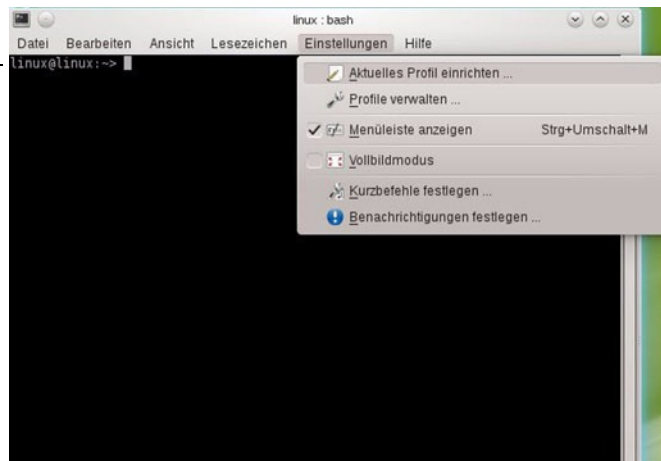 linux : bash
Datei Bearbeiten Ansicht Lesezeichen Einstellungen Hilfe
linux@linux:~>
Aktuelles Profil einrichten ...
Profile verwalten ...
Menüleiste anzeigen Strg+Umschalt+M
Vollbildmodus
Kurzbefehle festlegen ...
Benachrichtigungen festlegen ...